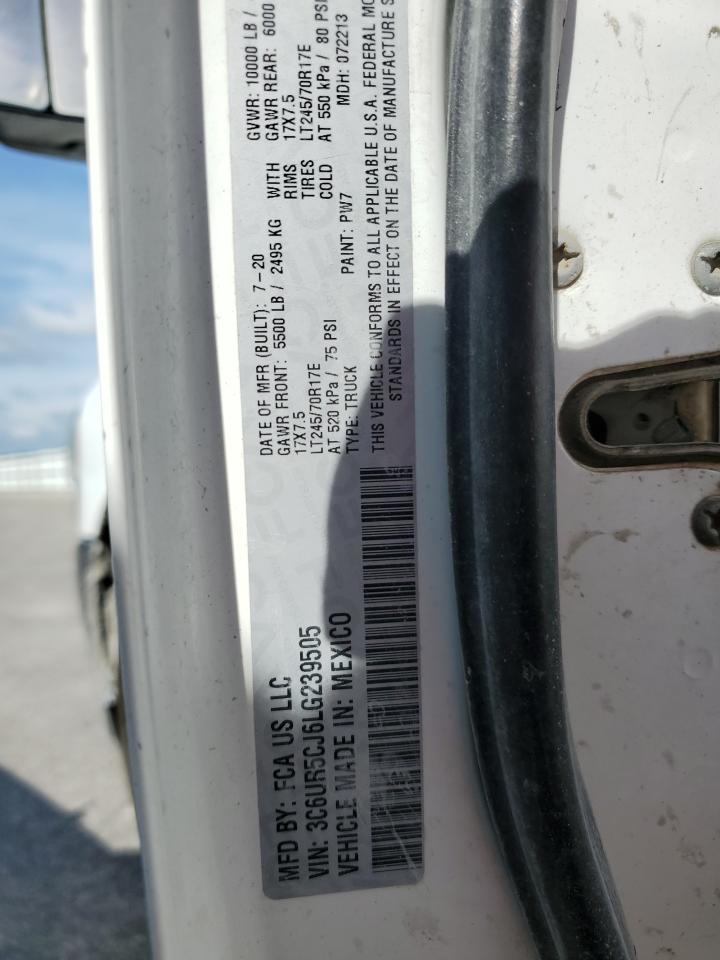 MFD BY: FCA US LLC
VIN: 3C6UR5CJ6LG239505
VEHICLE MADE IN: MEXICO
DATE OF MFR (BUILT): 7-20 GVWR: 10000 LB /
GAWR FRONT: 5500 LB / 2495 KG WITH GAWR REAR: 6000
17X7.5 RIMS 17X7.5
LT245/70R17E TIRES LT245/70R17E
AT 520 kPa / 75 PSI COLD AT 550 kPa / 80 PSI
TYPE: TRUCK PAINT: PW7 MDH: 072213
THIS VEHICLE CONFORMS TO ALL APPLICABLE U.S.A. FEDERAL MO
STANDARDS IN EFFECT ON THE DATE OF MANUFACTURE S